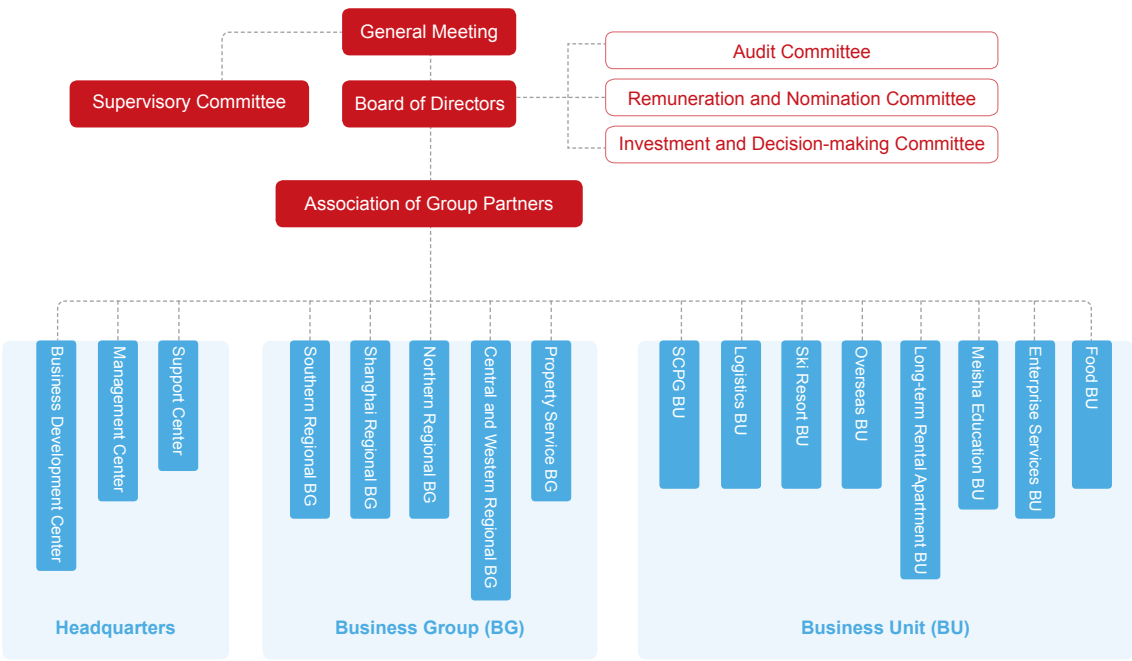 General Meeting
Audit Committee
Supervisory Committee
Board of Directors
Remuneration and Nomination Committee
Investment and Decision-making Committee
Association of Group Partners
Business Development Center
Management Center
Support Center
Southern Regional BG
Shanghai Regional BG
Northern Regional BG
Central and Western Regional BG
Property Service BG
SCPG BU
Logistics BU
Ski Resort BU
Overseas BU
Long-term Rental Apartment BU
Meisha Education BU
Enterprise Services BU
Food BU
Headquarters
Business Group (BG)
Business Unit (BU)